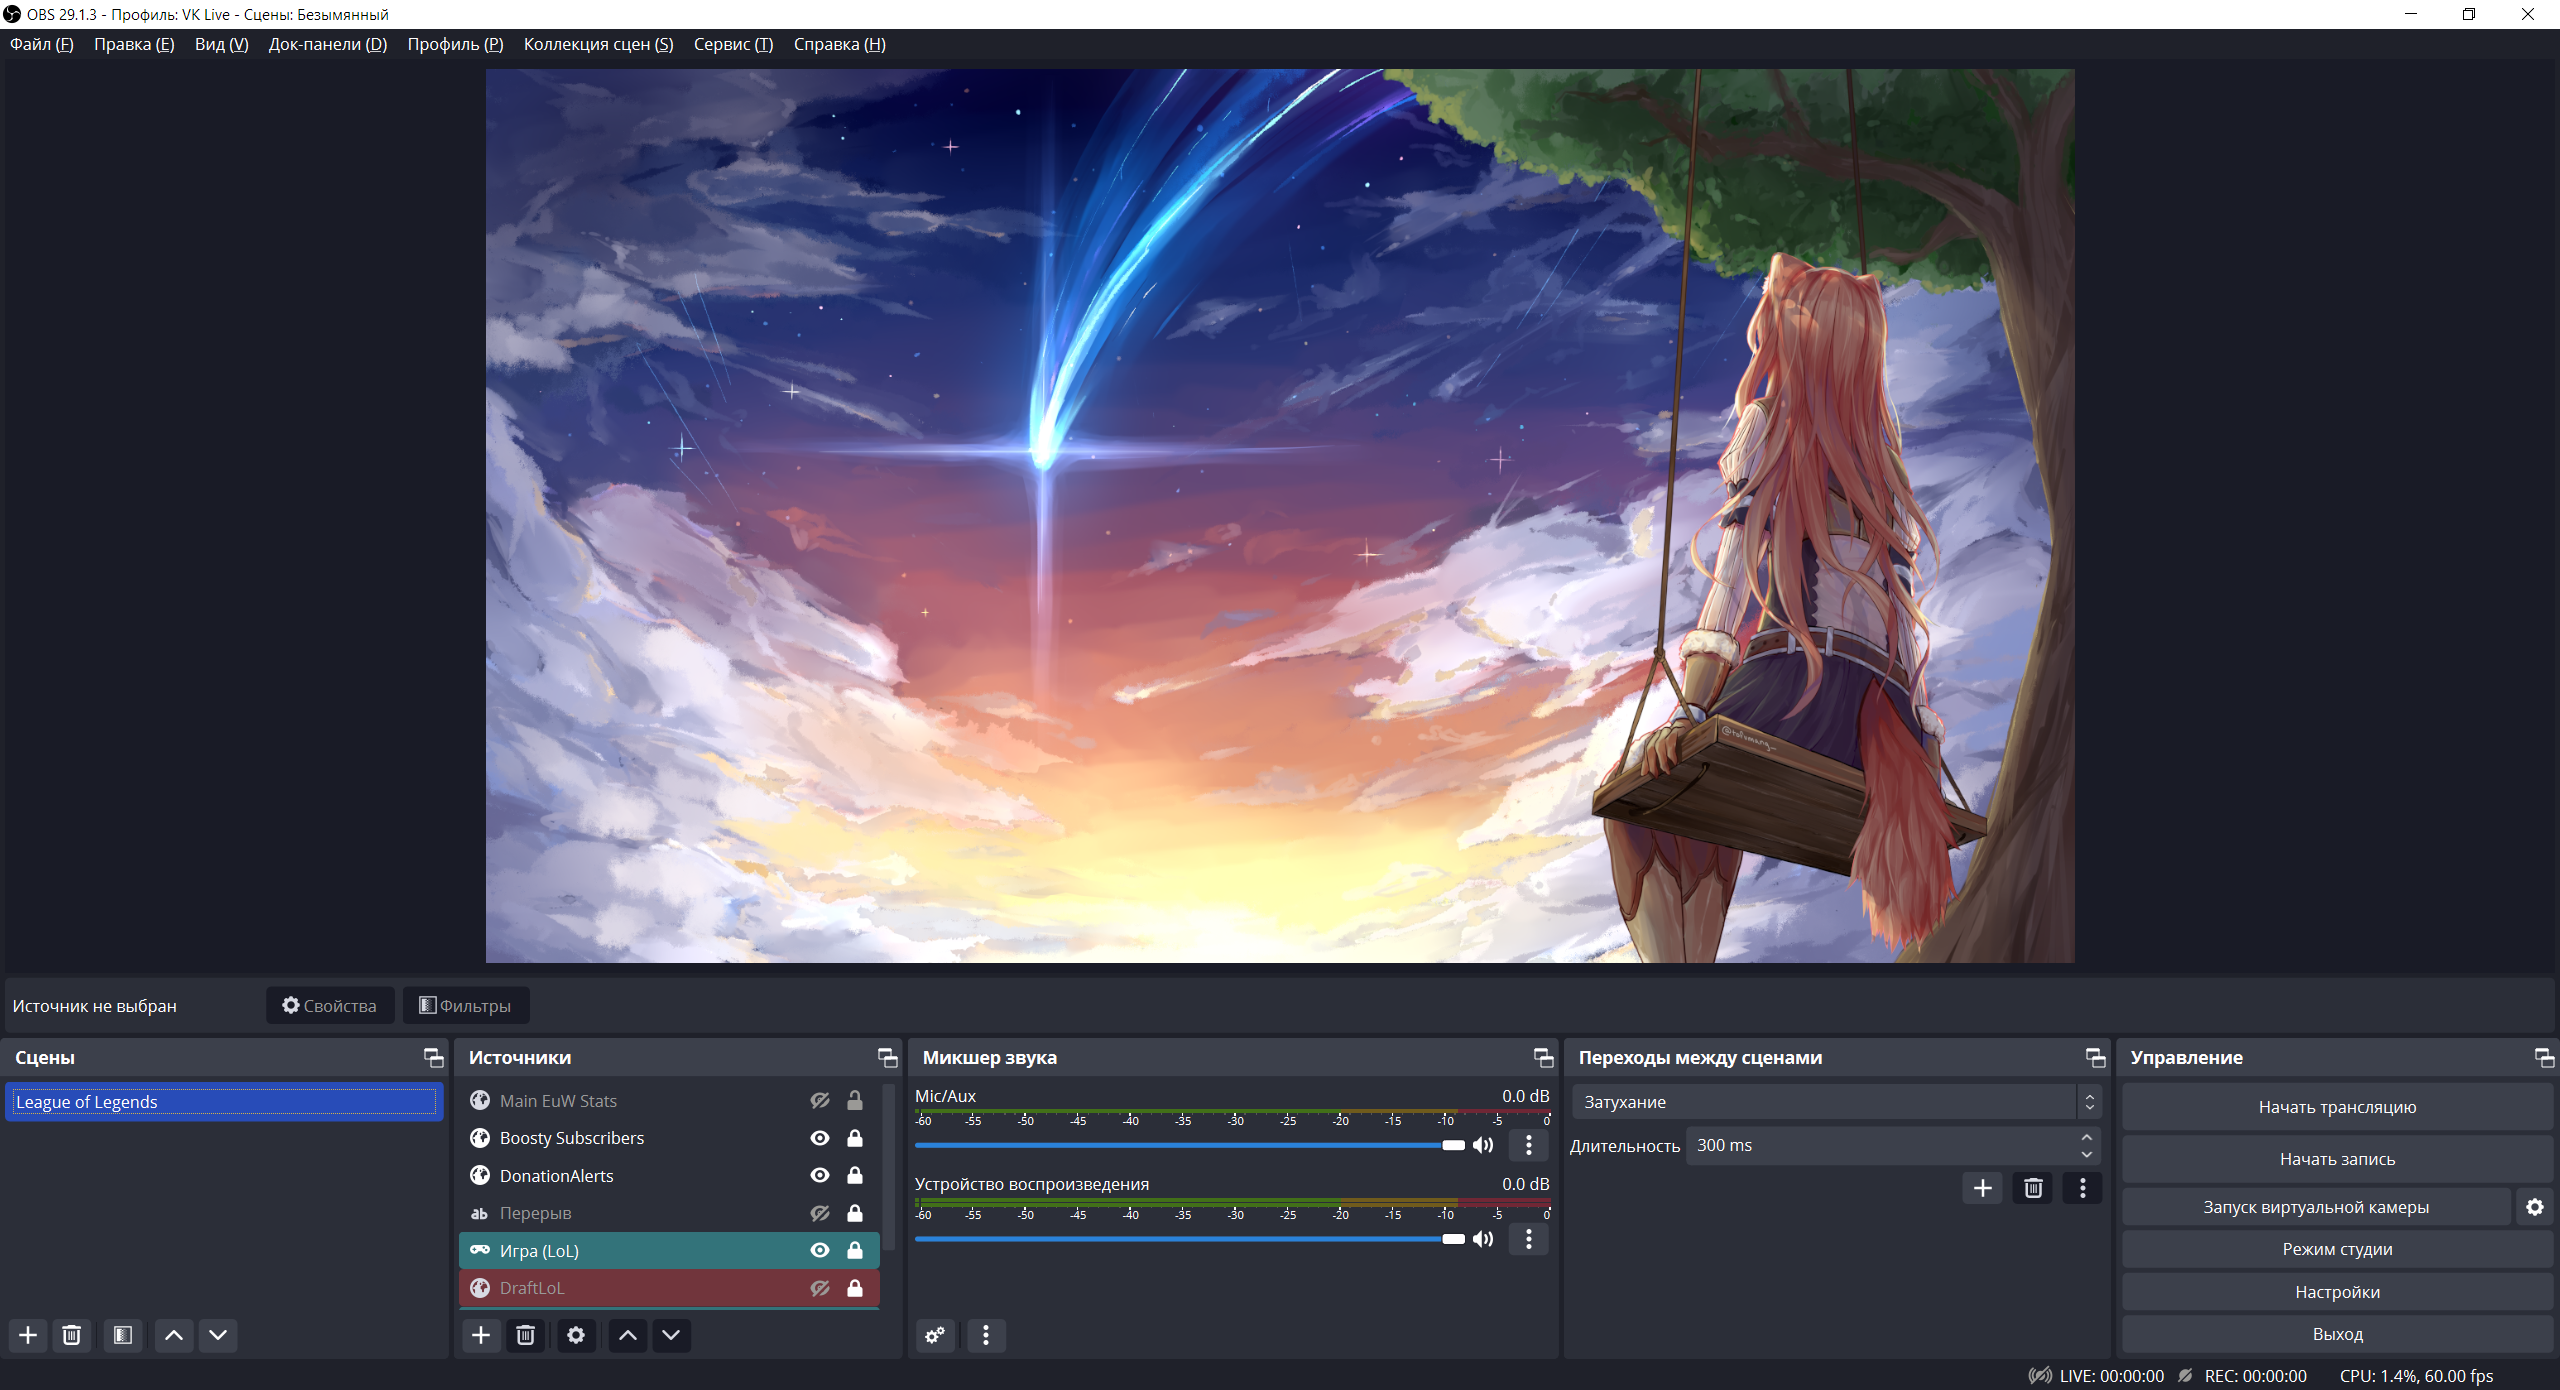 OBS 29.1.3 - Профиль: VK Live - Сцены: Безымянный
Файл (F) Правка (E) Вид (V) Док-панели (D) Профиль (P) Коллекция сцен (S) Сервис (T) Справка (H)
Источник не выбран Свойства Фильтры
Сцены
League of Legends
Источники
Main EuW Stats
Boosty Subscribers
DonationAlerts
ab Перерыв
Игра (LoL)
DraftLoL
Микшер звука
Mic/Aux 0.0 dB
-60 -55 -50 -45 -40 -35 -30 -25 -20 -15 -10 -5 0
Устройство воспроизведения 0.0 dB
-60 -55 -50 -45 -40 -35 -30 -25 -20 -15 -10 -5 0
Переходы между сценами
Затухание
Длительность 300 ms
Управление
Начать трансляцию
Начать запись
Запуск виртуальной камеры
Режим студии
Настройки
Выход
LIVE: 00:00:00 REC: 00:00:00 CPU: 1.4%, 60.00 fps